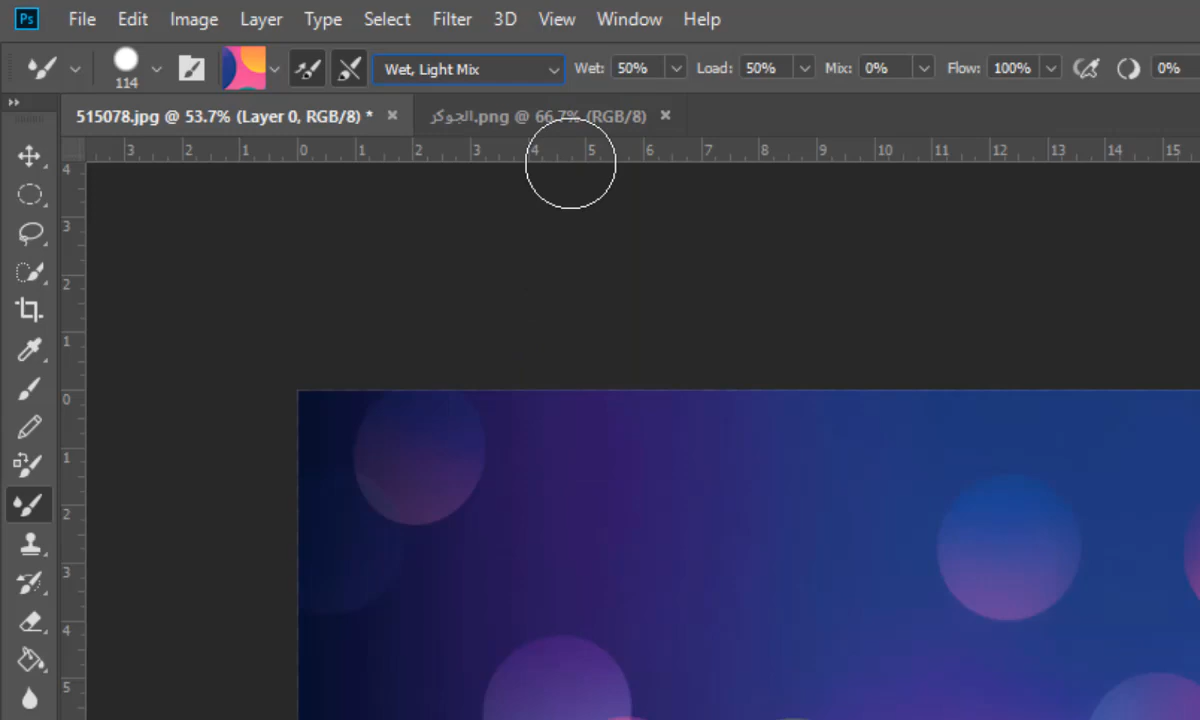 Ps File Edit Image Layer Type Select Filter 3D View Window Help
114 Wet, Light Mix Wet: 50% Load: 50% Mix: 0% Flow: 100% 0%
515078.jpg @ 53.7% (Layer 0, RGB/8) * × الجوكر.png @ 66.7% (RGB/8) ×
3 2 1 0 1 2 3 4 5 6 7 8 9 10 11 12 13 14 15
4
3
2
1
0
1
2
3
4
5